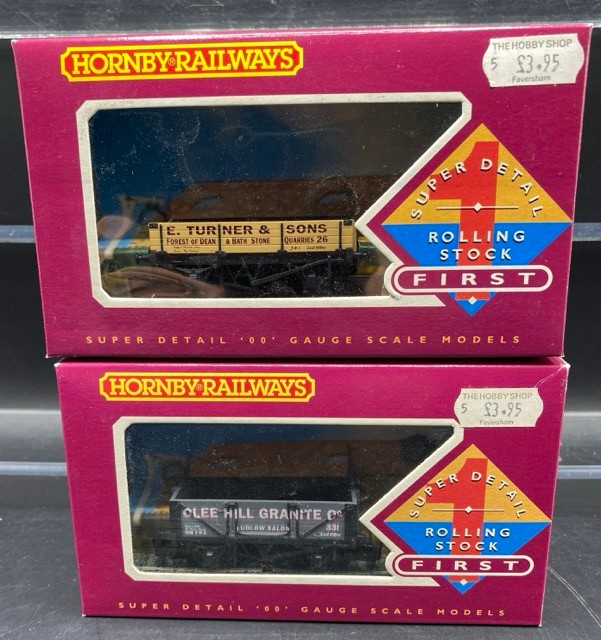 HORNBY® RAILWAYS
THE HOBBY SHOP
5 £3.95
Faversham
SUPER DETAIL
1
ROLLING
STOCK
FIRST
E. TURNER & SONS
FOREST OF DEAN & BATH STONE QUARRIES 26
SUPER DETAIL '00' GAUGE SCALE MODELS
HORNBY® RAILWAYS
THE HOBBY SHOP
5 £3.95
Faversham
SUPER DETAIL
1
ROLLING
STOCK
FIRST
CLEE HILL GRANITE Co
LUDLOW SALOP 331
SUPER DETAIL '00' GAUGE SCALE MODELS